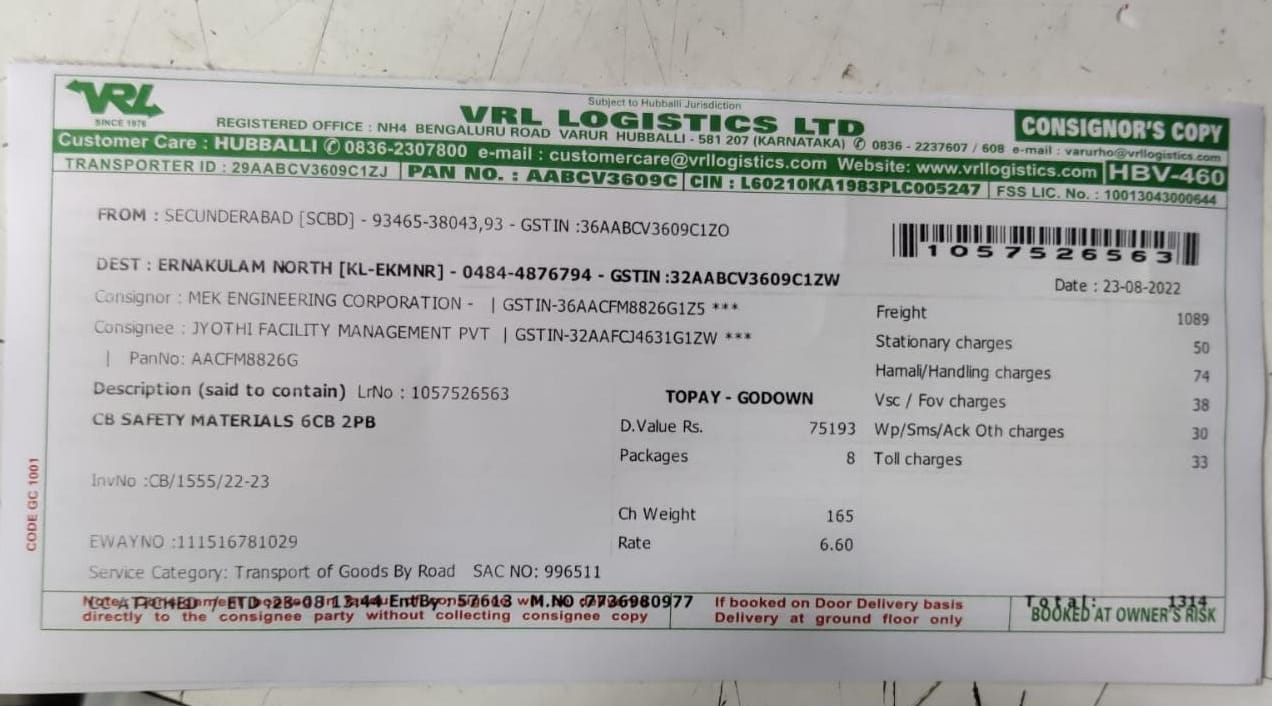 VRL
SINCE 1976
Subject to Hubballi Jurisdiction
VRL LOGISTICS LTD
CONSIGNOR'S COPY
REGISTERED OFFICE : NH4 BENGALURU ROAD VARUR HUBBALLI - 581 207 (KARNATAKA) ✆ 0836 - 2237607 / 608 e-mail : varurho@vrllogistics.com
Customer Care : HUBBALLI ✆ 0836-2307800 e-mail : customercare@vrllogistics.com Website: www.vrllogistics.com HBV-460
TRANSPORTER ID : 29AABCV3609C1ZJ PAN NO. : AABCV3609C CIN : L60210KA1983PLC005247 FSS LIC. No. : 10013043000644
FROM : SECUNDERABAD [SCBD] - 93465-38043,93 - GSTIN :36AABCV3609C1ZO
1057526563
DEST : ERNAKULAM NORTH [KL-EKMNR] - 0484-4876794 - GSTIN :32AABCV3609C1ZW
Date : 23-08-2022
Consignor : MEK ENGINEERING CORPORATION - | GSTIN-36AACFM8826G1Z5 ***
Freight 1089
Consignee : JYOTHI FACILITY MANAGEMENT PVT | GSTIN-32AAFCJ4631G1ZW ***
Stationary charges 50
| PanNo: AACFM8826G
Hamali/Handling charges 74
Description (said to contain) LrNo : 1057526563
TOPAY - GODOWN
Vsc / Fov charges 38
CB SAFETY MATERIALS 6CB 2PB
D.Value Rs. 75193
Wp/Sms/Ack Oth charges 30
Packages 8
Toll charges 33
InvNo :CB/1555/22-23
Ch Weight 165
EWAYNO :111516781029
Rate 6.60
Service Category: Transport of Goods By Road SAC NO: 996511
CODE GC 1001
CC ATTCHED / ETD :23-08 13:44 EntBy :57613 M.NO :7736980977
directly to the consignee party without collecting consignee copy
If booked on Door Delivery basis
Delivery at ground floor only
Total: 1314
BOOKED AT OWNER'S RISK